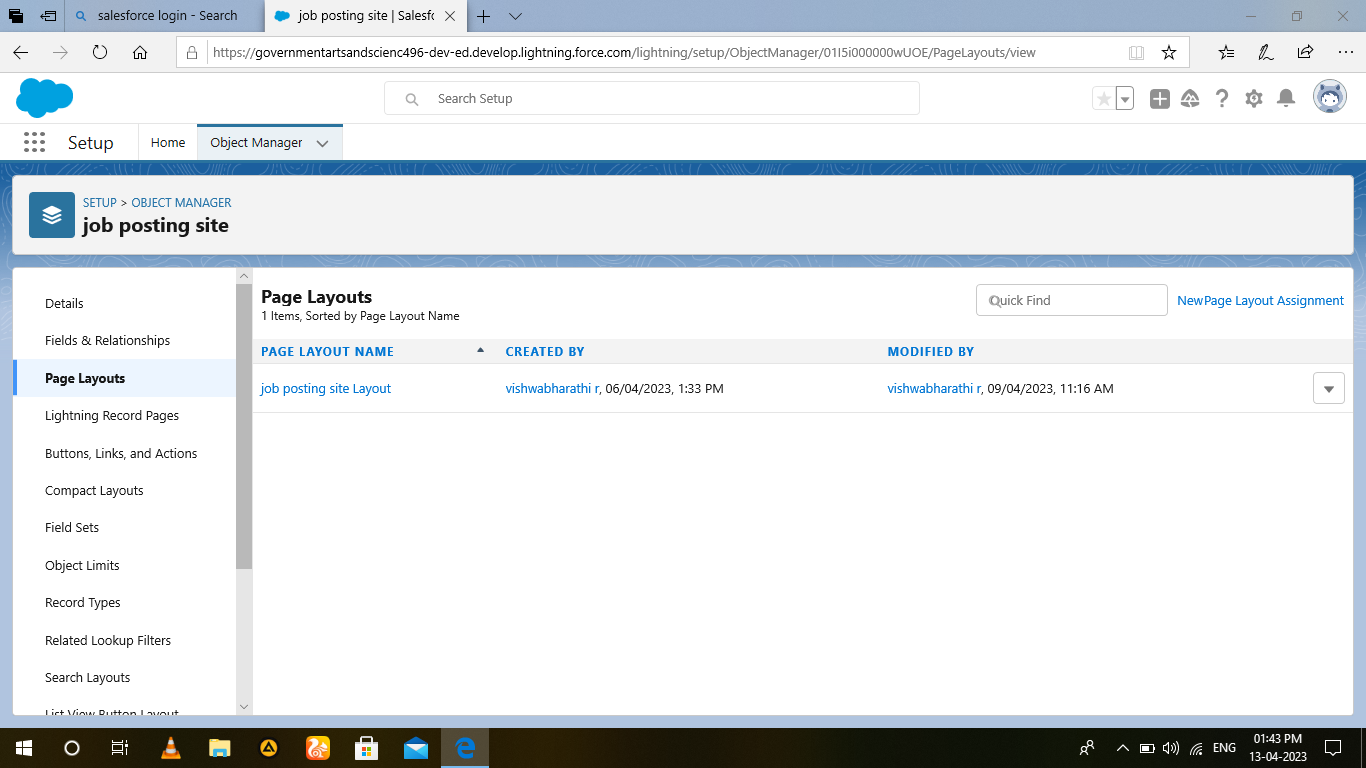 salesforce login - Search
job posting site | Salesfc
https://governmentartsandscienc496-dev-ed.develop.lightning.force.com/lightning/setup/ObjectManager/01I5i000000wUOE/PageLayouts/view
Search Setup
Setup
Home
Object Manager
SETUP > OBJECT MANAGER
job posting site
Details
Fields & Relationships
Page Layouts
Lightning Record Pages
Buttons, Links, and Actions
Compact Layouts
Field Sets
Object Limits
Record Types
Related Lookup Filters
Search Layouts
List View Button Layout
Page Layouts
1 Items, Sorted by Page Layout Name
Quick Find
New Page Layout Assignment
PAGE LAYOUT NAME CREATED BY MODIFIED BY
job posting site Layout vishwabharathi r, 06/04/2023, 1:33 PM vishwabharathi r, 09/04/2023, 11:16 AM
ENG
01:43 PM
13-04-2023